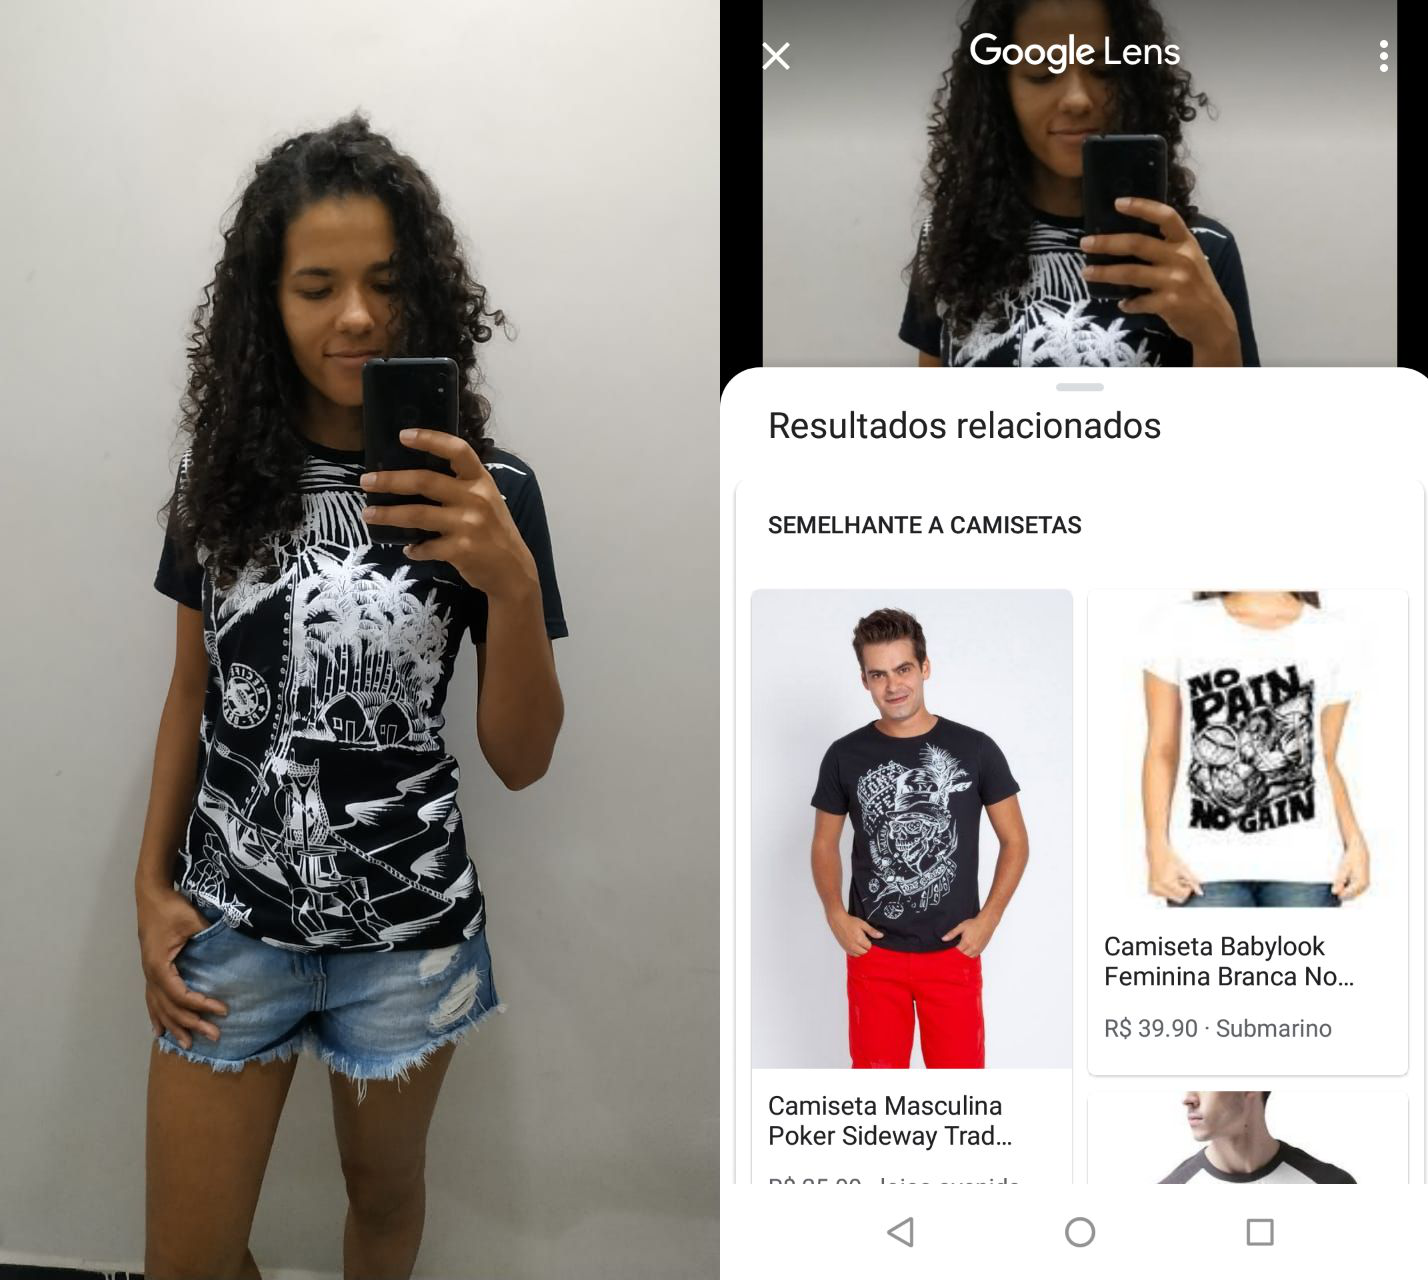 Google Lens
Resultados relacionados
SEMELHANTE A CAMISETAS
NO
PAIN
NO GAIN
Camiseta Babylook
Feminina Branca No...
R$ 39.90 · Submarino
Camiseta Masculina
Poker Sideway Trad...